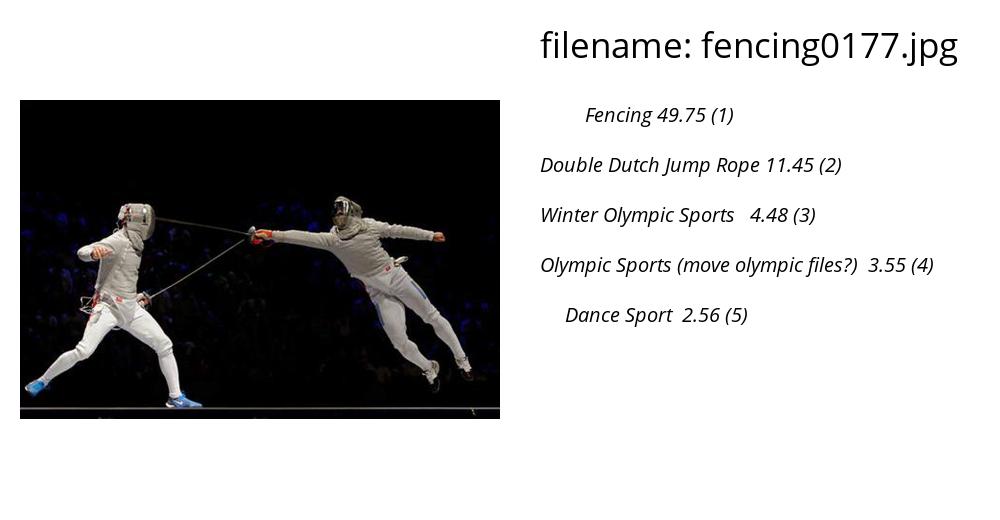 filename: fencing0177.jpg
Fencing 49.75 (1)
Double Dutch Jump Rope 11.45 (2)
Winter Olympic Sports 4.48 (3)
Olympic Sports (move olympic files?) 3.55 (4)
Dance Sport 2.56 (5)